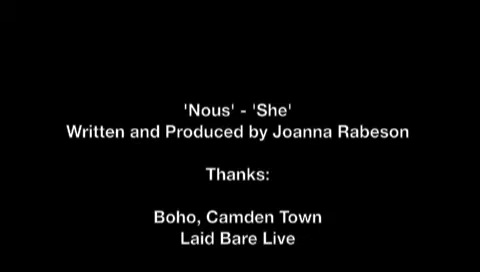 'Nous' - 'She'
Written and Produced by Joanna Rabeson
Thanks:
Boho, Camden Town
Laid Bare Live